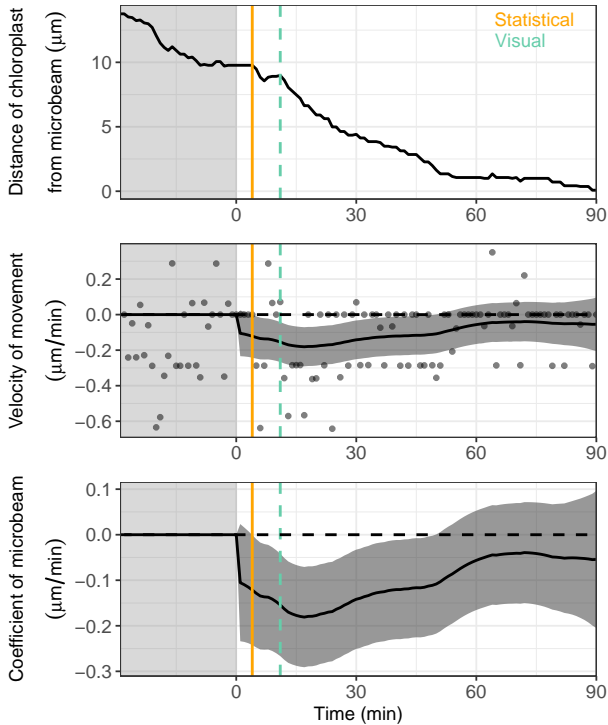 Distance of chloroplast
from microbeam (μm)
Statistical
Visual
10
5
0
0
30
60
90
Velocity of movement
(μm/min)
0.2
0.0
−0.2
−0.4
−0.6
0
30
60
90
Coefficient of microbeam
(μm/min)
0.1
0.0
−0.1
−0.2
−0.3
0
30
60
90
Time (min)